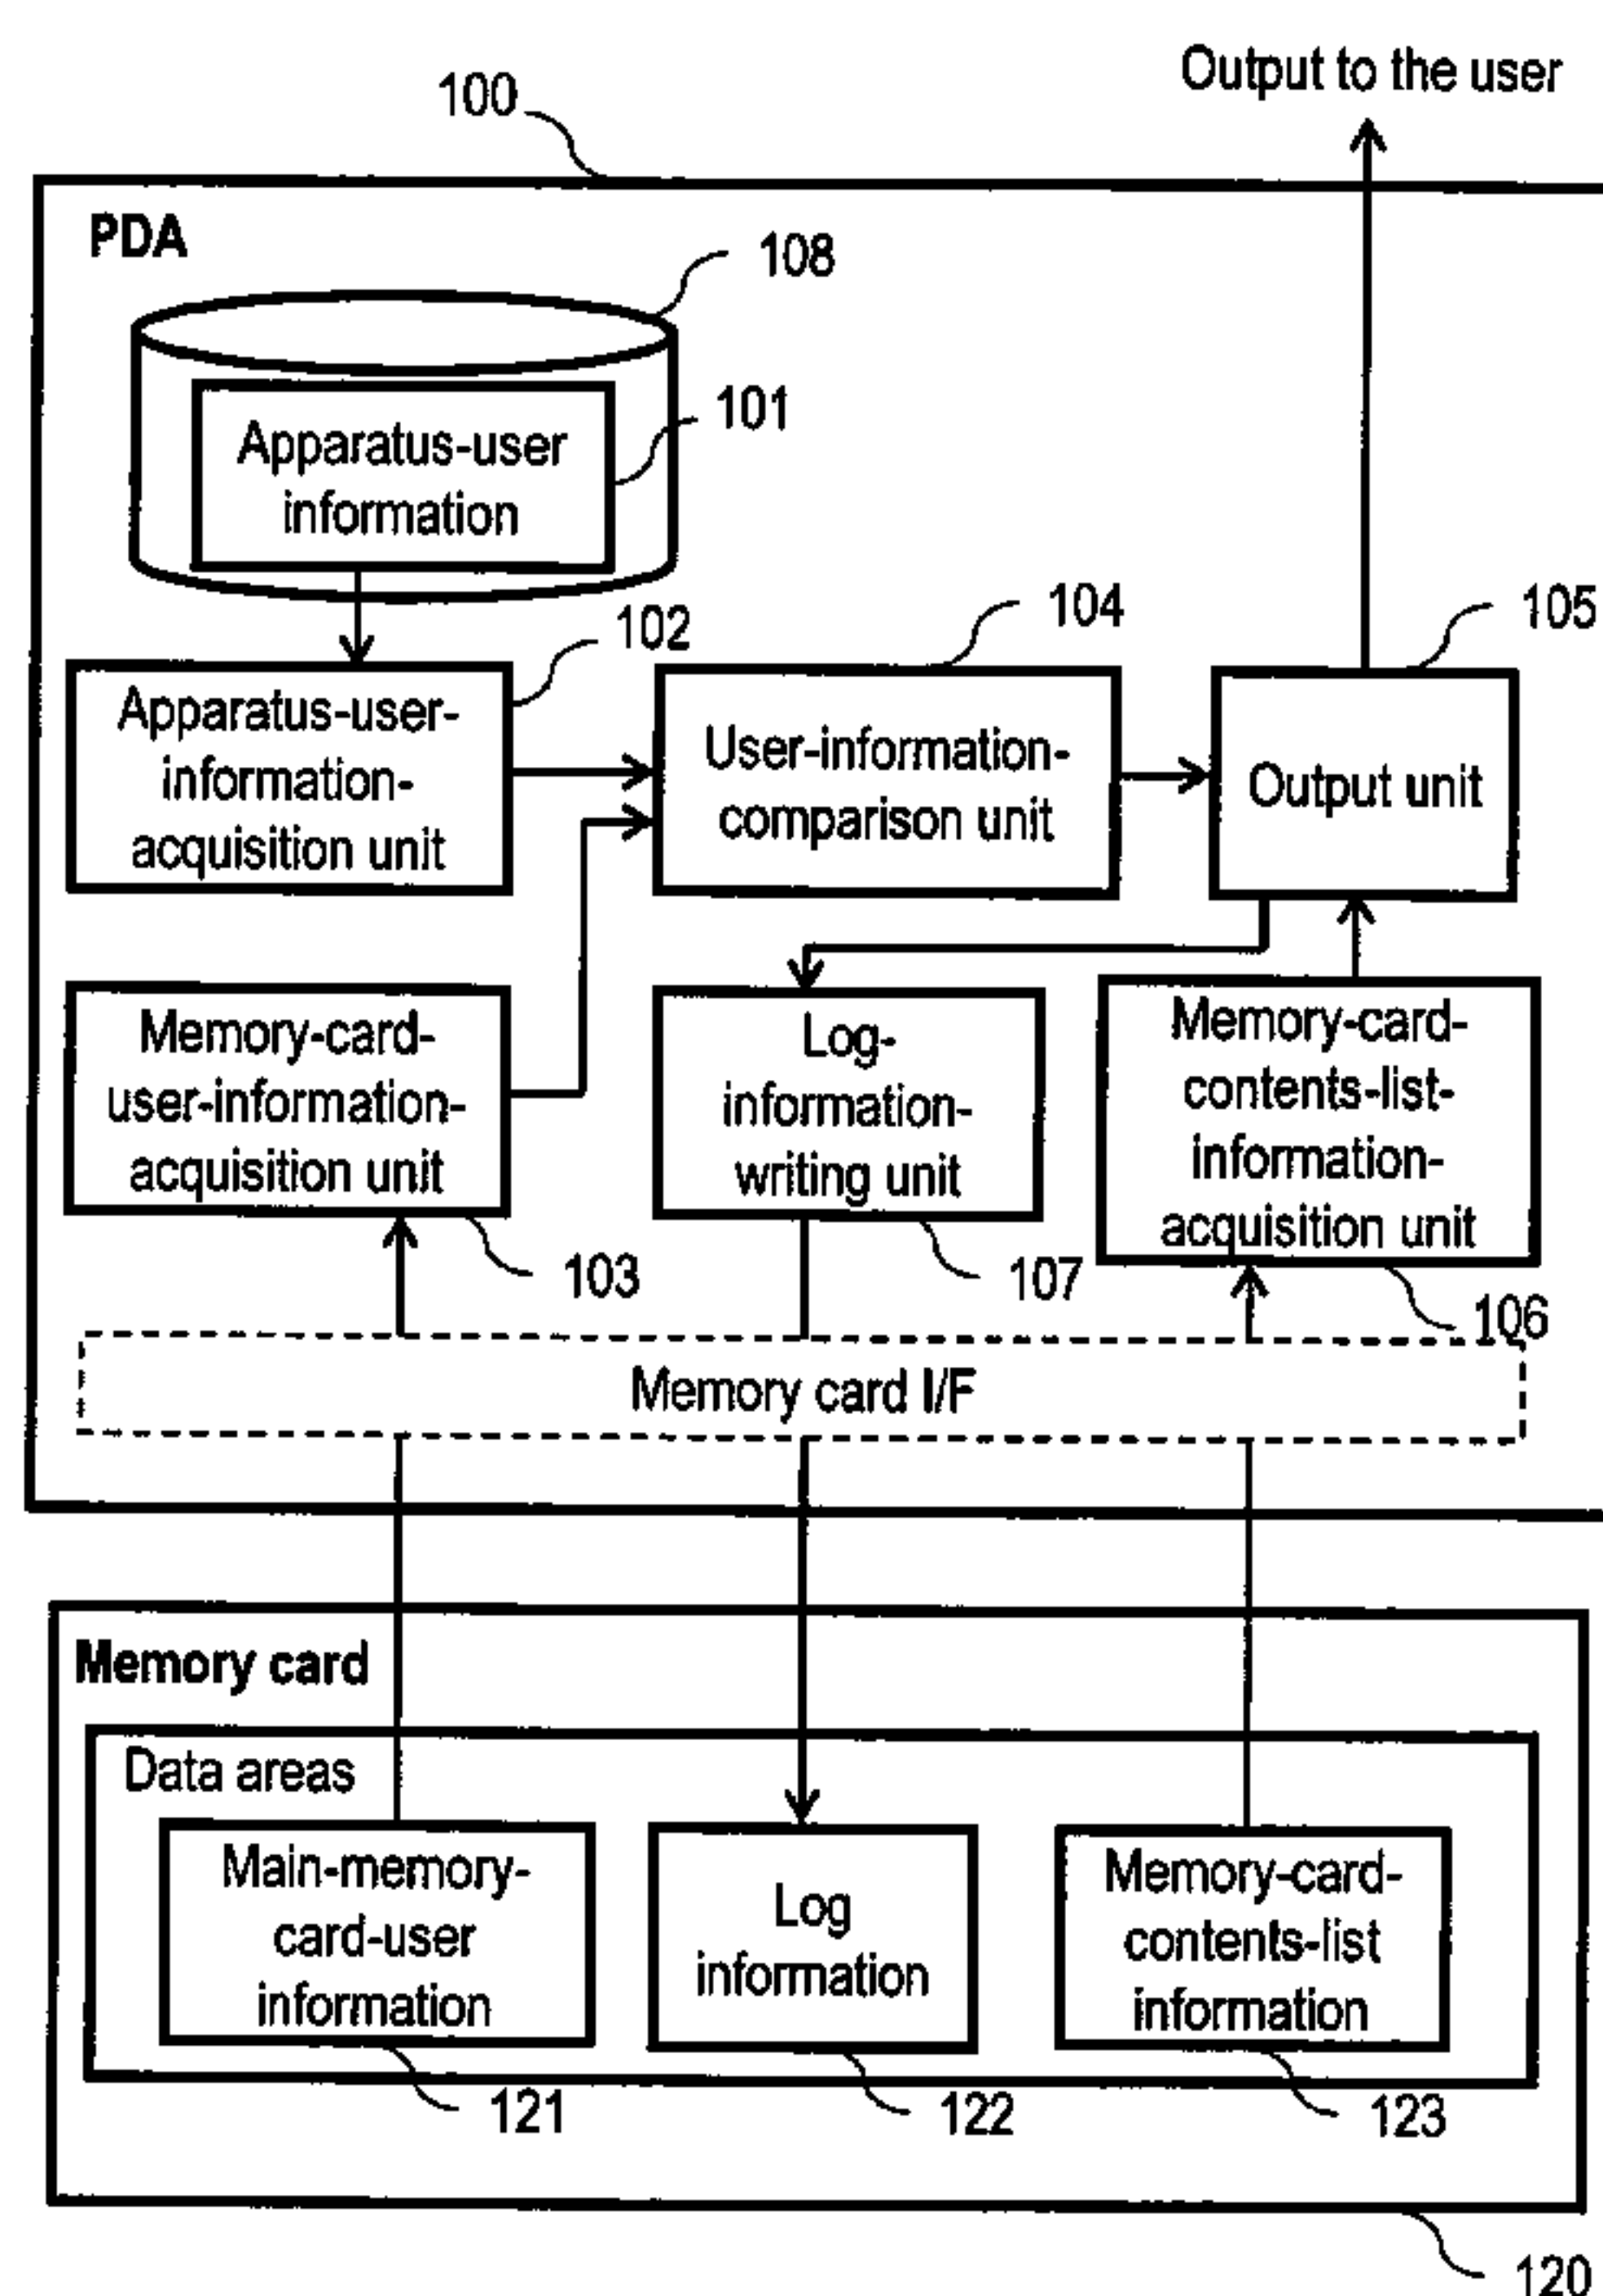 Output to the user
100
PDA
108
101
Apparatus-user
information
102
104
105
Apparatus-user-
information-
acquisition unit
User-information-
comparison unit
Output unit
Memory-card-
user-information-
acquisition unit
Log-
information-
writing unit
Memory-card-
contents-list-
information-
acquisition unit
103
107
106
Memory card I/F
Memory card
Data areas
Main-memory-
card-user
information
Log
information
Memory-card-
contents-list
information
121
122
123
120